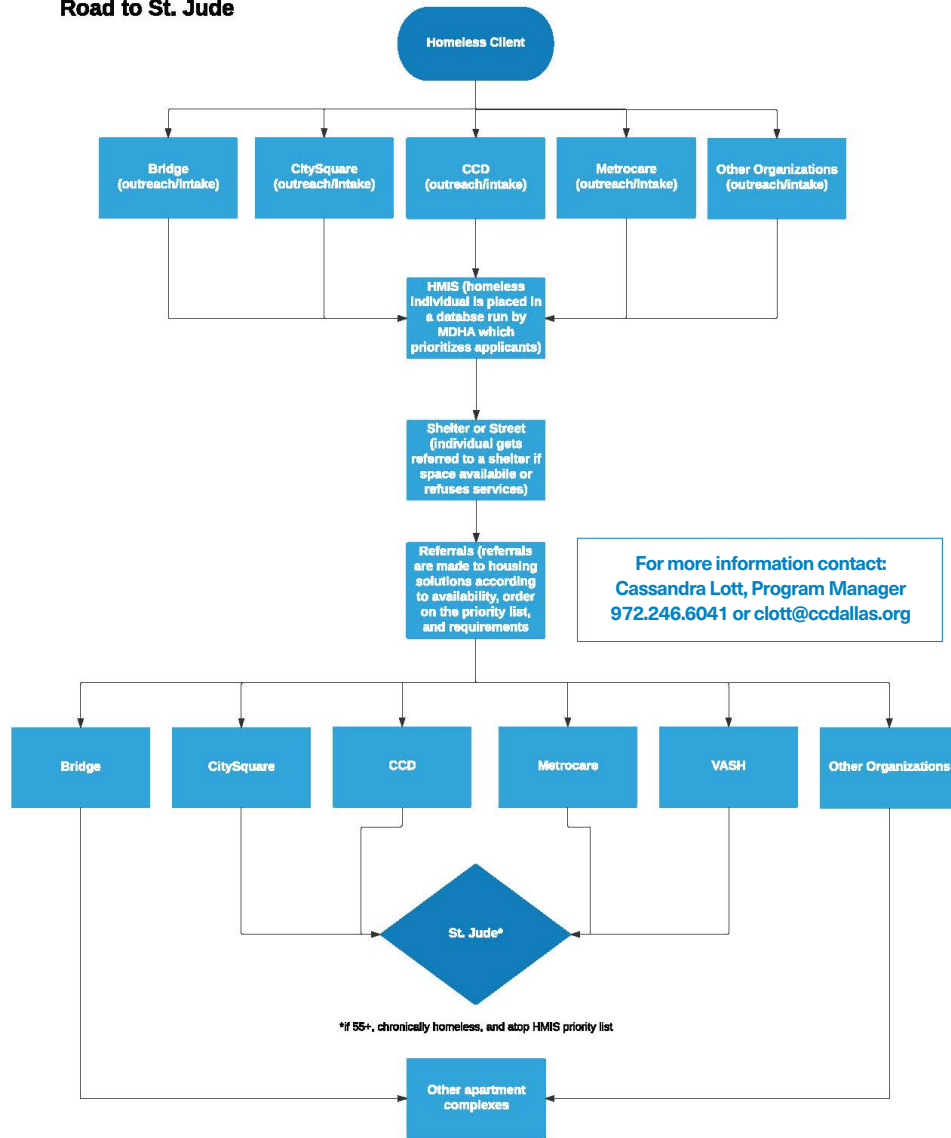 Road to St. Jude
Homeless Client
Bridge
(outreach/intake)
CitySquare
(outreach/intake)
CCD
(outreach/intake)
Metrocare
(outreach/intake)
Other Organizations
(outreach/intake)
HMIS (homeless
individual is placed in
a databse run by
MDHA which
prioritizes applicants)
Shelter or Street
(individual gets
referred to a shelter if
space availabile or
refuses services)
Referrals (referrals
are made to housing
solutions according
to availability, order
on the priority list,
and requirements
For more information contact:
Cassandra Lott, Program Manager
972.246.6041 or clott@ccdallas.org
Bridge
CitySquare
CCD
Metrocare
VASH
Other Organizations
St. Jude*
*if 55+, chronically homeless, and atop HMIS priority list
Other apartment
complexes